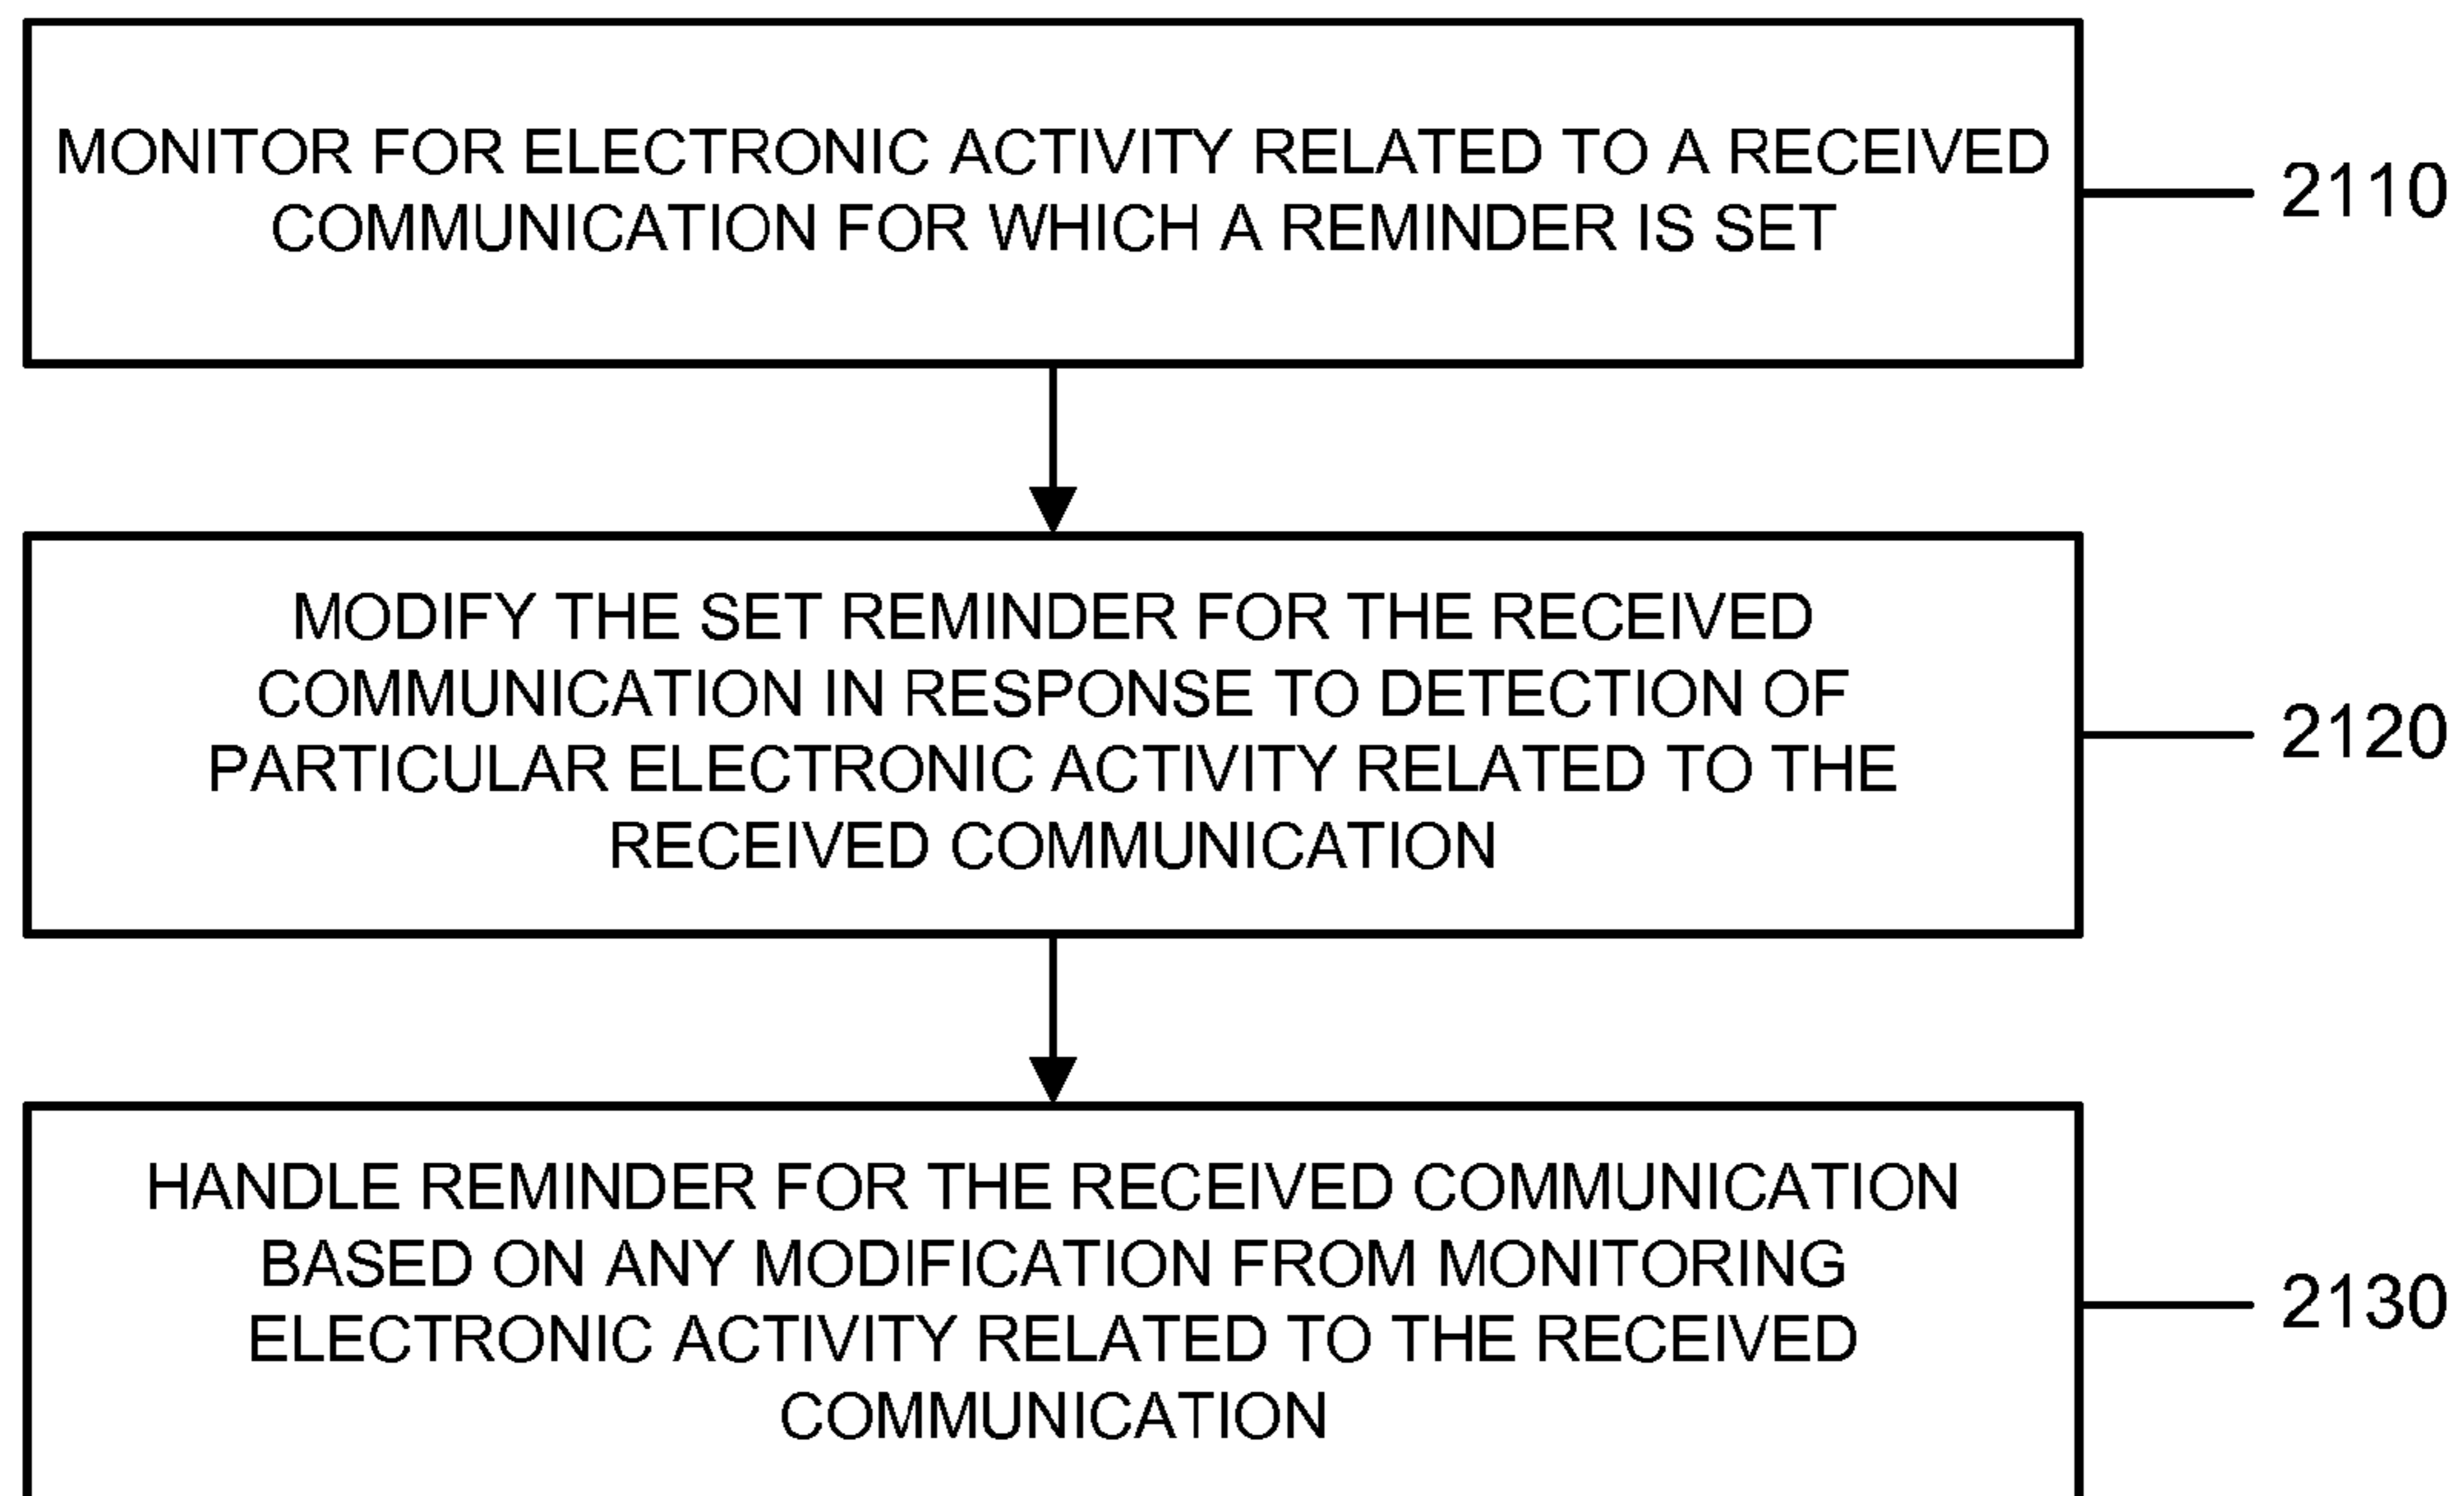 MONITOR FOR ELECTRONIC ACTIVITY RELATED TO A RECEIVED
COMMUNICATION FOR WHICH A REMINDER IS SET
2110
MODIFY THE SET REMINDER FOR THE RECEIVED
COMMUNICATION IN RESPONSE TO DETECTION OF
PARTICULAR ELECTRONIC ACTIVITY RELATED TO THE
RECEIVED COMMUNICATION
2120
HANDLE REMINDER FOR THE RECEIVED COMMUNICATION
BASED ON ANY MODIFICATION FROM MONITORING
ELECTRONIC ACTIVITY RELATED TO THE RECEIVED
COMMUNICATION
2130